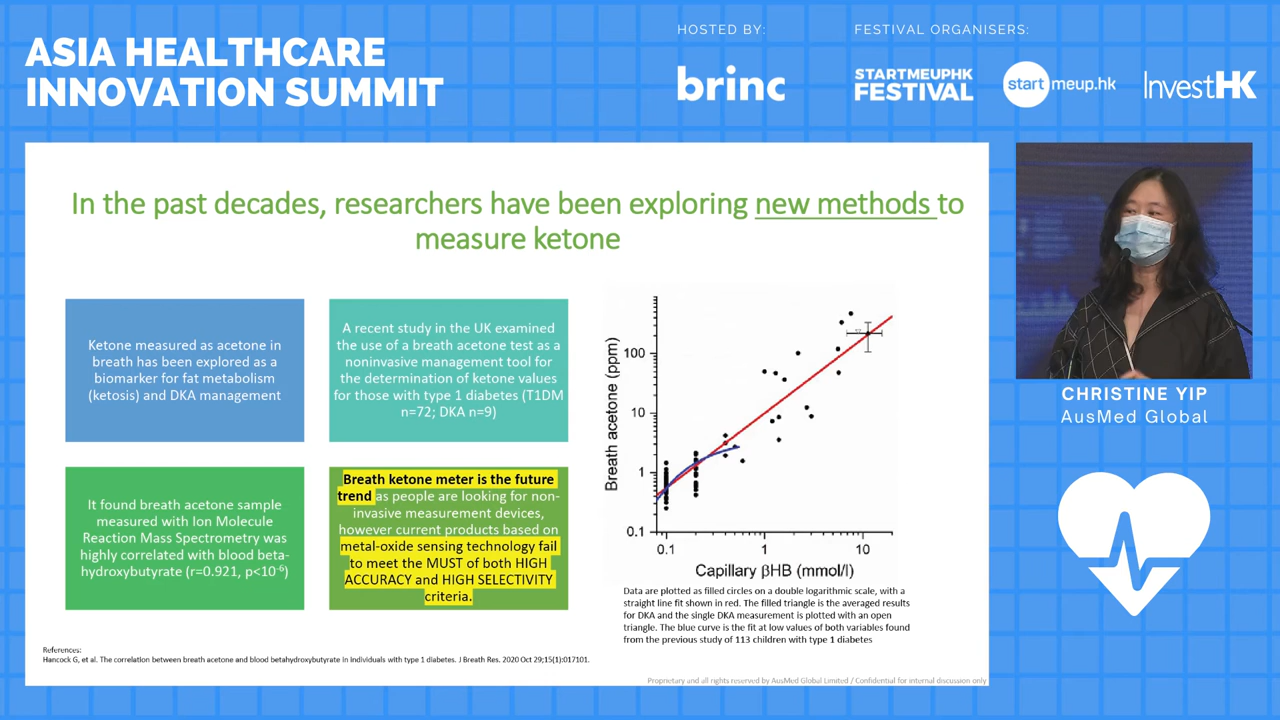 ASIA HEALTHCARE
INNOVATION SUMMIT
HOSTED BY:
brinc
FESTIVAL ORGANISERS:
STARTMEUPHK
FESTIVAL
start meup.hk
InvestHK
In the past decades, researchers have been exploring new methods to
measure ketone
Ketone measured as acetone in
breath has been explored as a
biomarker for fat metabolism
(ketosis) and DKA management
A recent study in the UK examined
the use of a breath acetone test as a
noninvasive management tool for
the determination of ketone values
for those with type 1 diabetes (T1DM
n=72; DKA n=9)
It found breath acetone sample
measured with Ion Molecule
Reaction Mass Spectrometry was
highly correlated with blood beta-
hydroxybutyrate (r=0.921, p<10⁻⁶)
Breath ketone meter is the future
trend as people are looking for non-
invasive measurement devices,
however current products based on
metal-oxide sensing technology fail
to meet the MUST of both HIGH
ACCURACY and HIGH SELECTIVITY
criteria.
Breath acetone (ppm)
100
10
1
0.1
0.1 1 10
Capillary βHB (mmol/l)
Data are plotted as filled circles on a double logarithmic scale, with a
straight line fit shown in red. The filled triangle is the averaged results
for DKA and the single DKA measurement is plotted with an open
triangle. The blue curve is the fit at low values of both variables found
from the previous study of 113 children with type 1 diabetes
References:
Hancock G, et al. The correlation between breath acetone and blood betahydroxybutyrate in individuals with type 1 diabetes. J Breath Res. 2020 Oct 29;15(1):017101.
Proprietary and all rights reserved by AusMed Global Limited / Confidential for internal discussion only
CHRISTINE YIP
AusMed Global